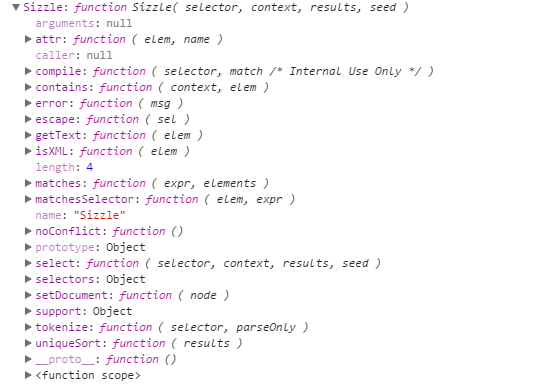 Sizzle: function Sizzle( selector, context, results, seed )
arguments: null
attr: function ( elem, name )
caller: null
compile: function ( selector, match /* Internal Use Only */ )
contains: function ( context, elem )
error: function ( msg )
escape: function ( sel )
getText: function ( elem )
isXML: function ( elem )
length: 4
matches: function ( expr, elements )
matchesSelector: function ( elem, expr )
name: "Sizzle"
noConflict: function ()
prototype: Object
select: function ( selector, context, results, seed )
selectors: Object
setDocument: function ( node )
support: Object
tokenize: function ( selector, parseOnly )
uniqueSort: function ( results )
__proto__: function ()
<function scope>